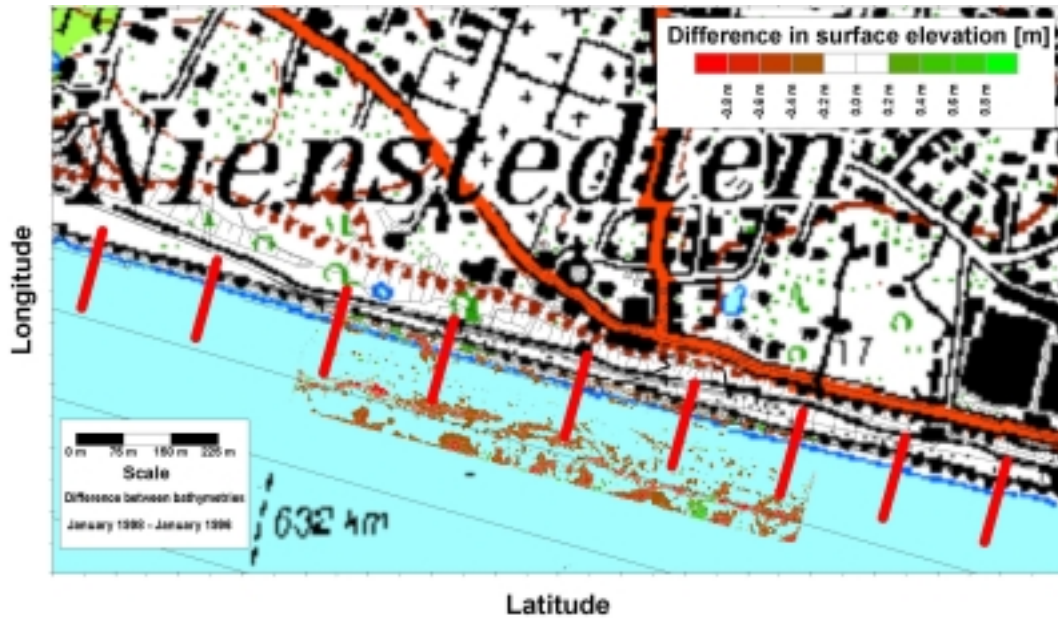 Difference in surface elevation [m]
-0.8 m
-0.6 m
-0.4 m
-0.2 m
0.0 m
0.2 m
0.4 m
0.6 m
0.8 m
Nienstedten
Longitude
17
0 m 75 m 150 m 225 m
Scale
Difference between bathymetries
January 1998 - January 1996
632 km
Latitude